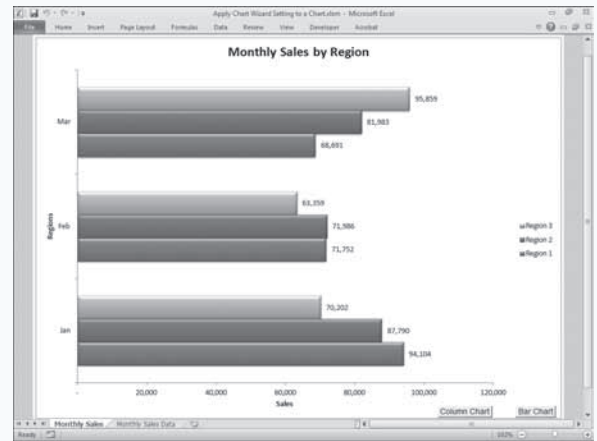 Apply Chart Wizard Setting to a Chart.xlsm - Microsoft Excel
File Home Insert Page Layout Formulas Data Review View Developer Acrobat
Monthly Sales by Region
95,859
Mar
81,983
68,691
63,359
Regions
Feb
71,986
71,752
Region 3
Region 2
Region 1
70,202
Jan
87,790
94,104
- 20,000 40,000 60,000 80,000 100,000 120,000
Sales
Column Chart Bar Chart
Monthly Sales Monthly Sales Data
Ready 102%